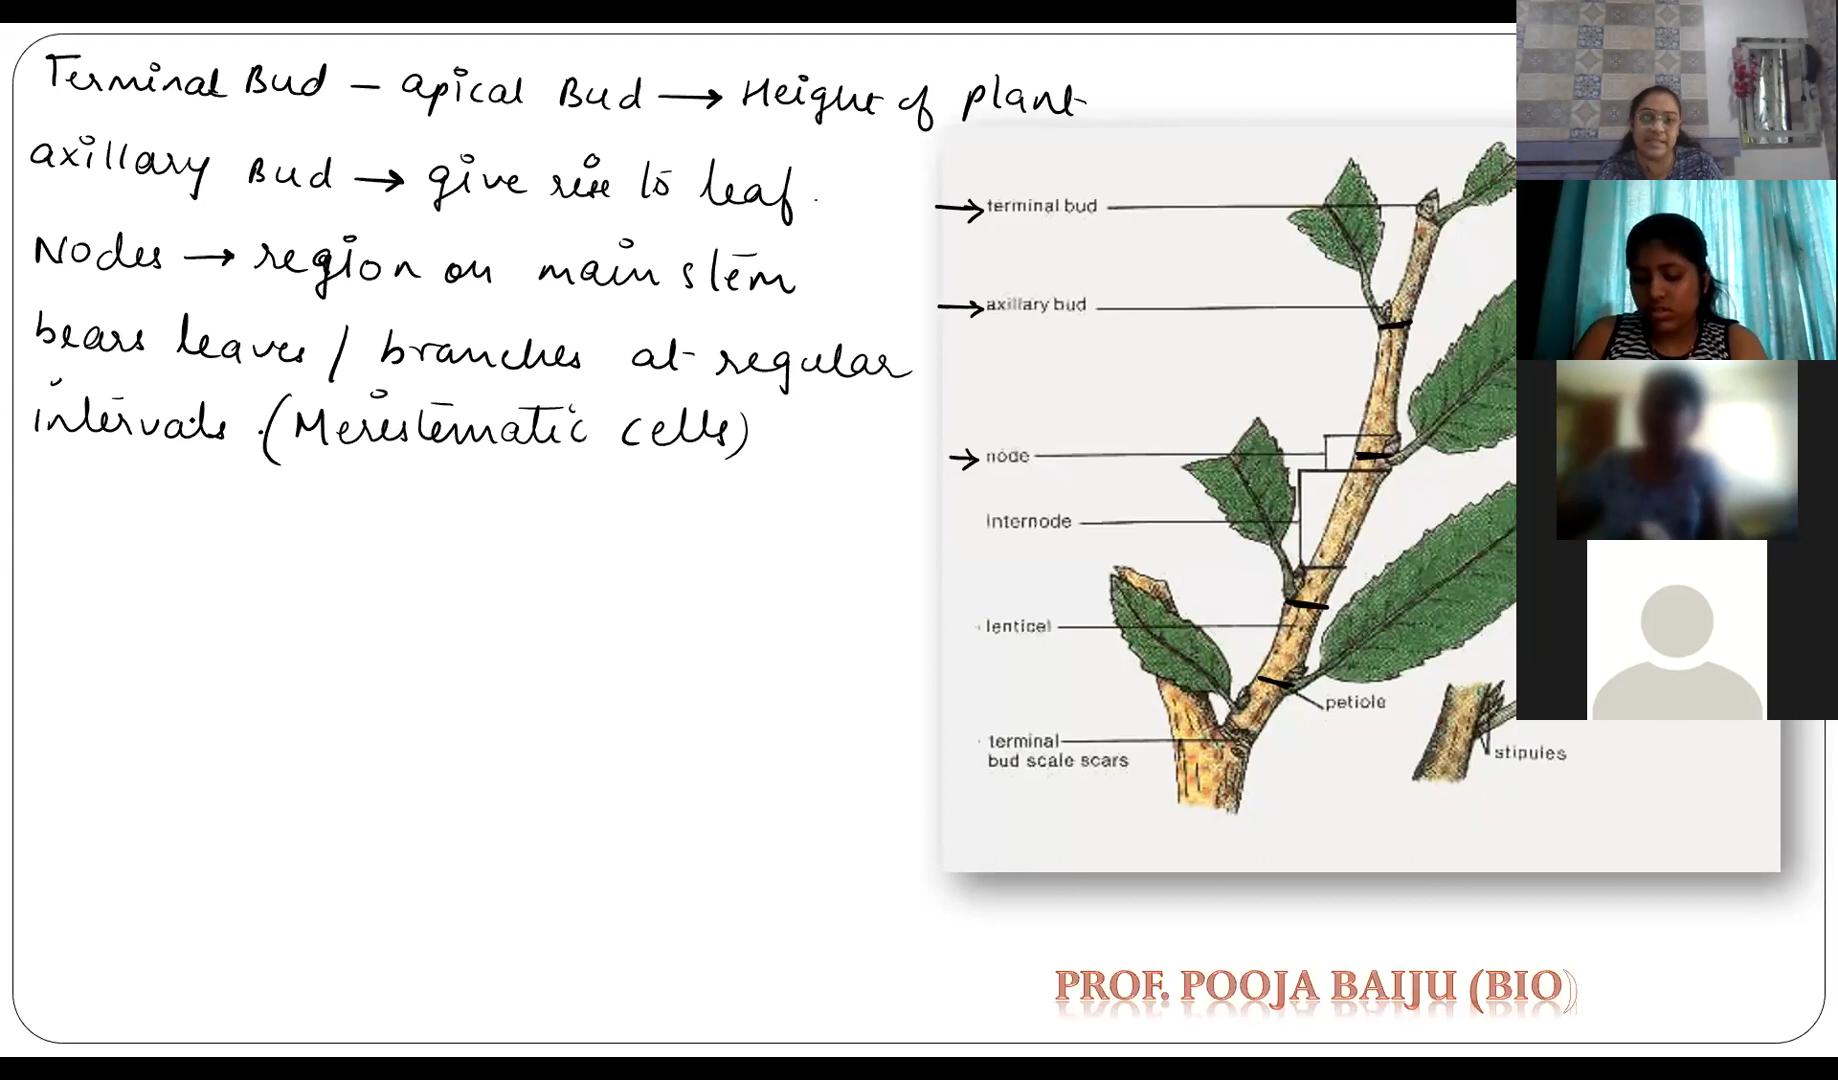 Terminal Bud – apical Bud → Height of plant
axillary Bud → give rise to leaf.
Nodes → region on main stem
bears leaves / branches at regular
intervals. (Meristematic cells)
→ terminal bud
→ axillary bud
→ node
internode
lenticel
petiole
terminal
bud scale scars
stipules
PROF. POOJA BAIJU (BIO)